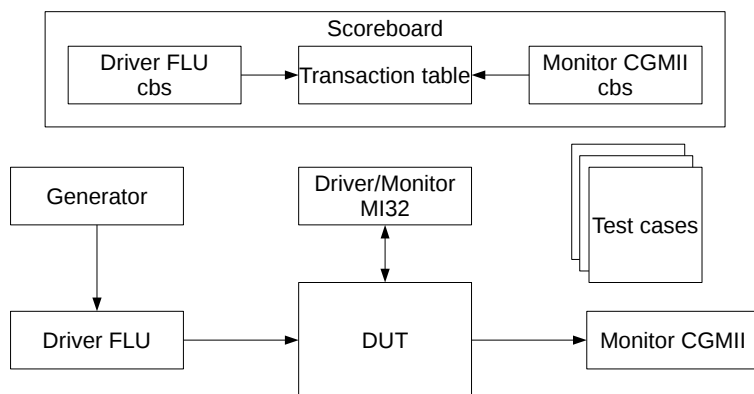 Scoreboard
Driver FLU
cbs
Transaction table
Monitor CGMII
cbs
Generator
Driver/Monitor
MI32
Test cases
Driver FLU
DUT
Monitor CGMII